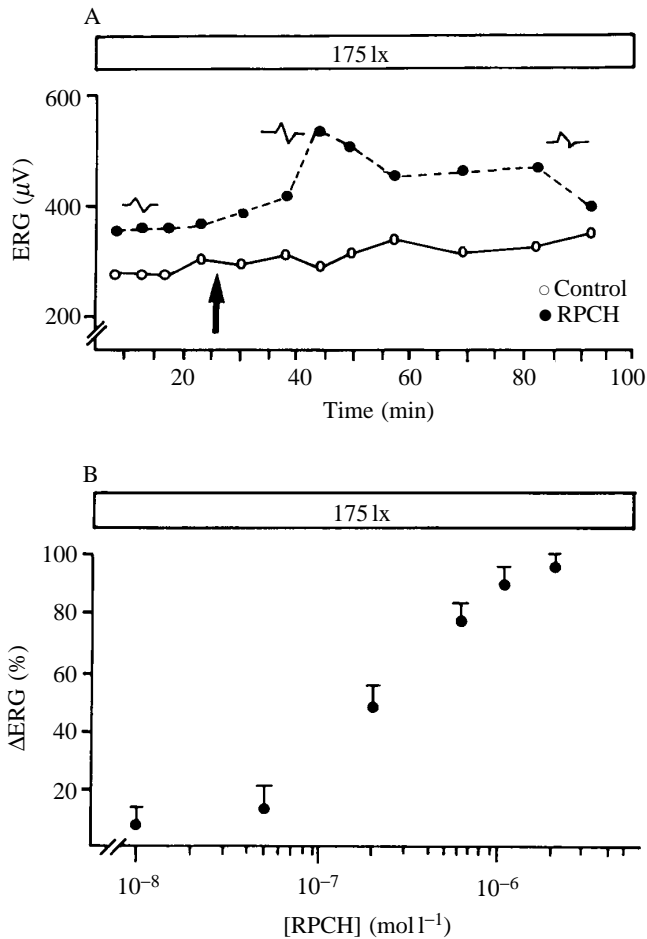 A
175 lx
600
400
200
ERG (µV)
Control
RPCH
20 40 60 80 100
Time (min)
B
175 lx
100
80
60
40
20
ΔERG (%)
10⁻⁸ 10⁻⁷ 10⁻⁶
[RPCH] (mol l⁻¹)